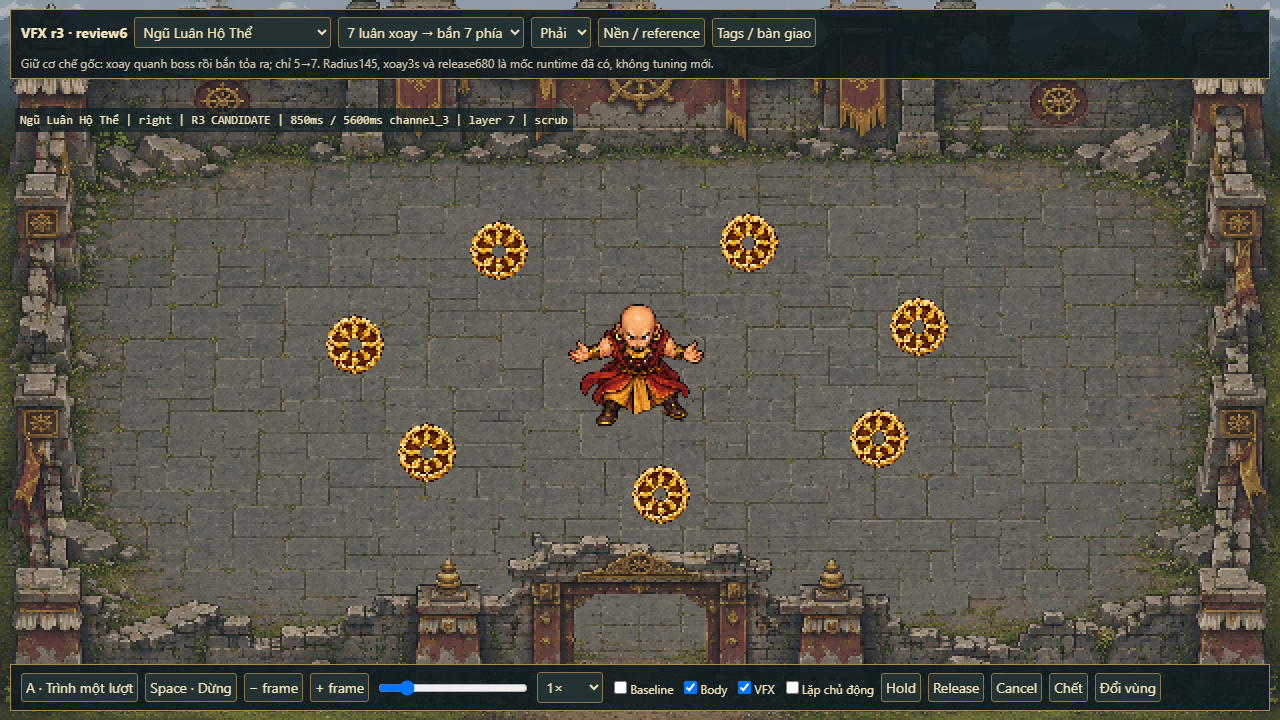 VFX r3 · review6 Ngũ Luân Hộ Thể 7 luân xoay → bắn 7 phía Phải Nền / reference Tags / bàn giao
Giữ cơ chế gốc: xoay quanh boss rồi bắn tỏa ra; chỉ 5→7. Radius145, xoay3s và release680 là mốc runtime đã có, không tuning mới.
Ngũ Luân Hộ Thể | right | R3 CANDIDATE | 850ms / 5600ms channel_3 | layer 7 | scrub
A · Trình một lượt Space · Dừng − frame + frame 1× Baseline Body VFX Lặp chủ động Hold Release Cancel Chết Đổi vùng